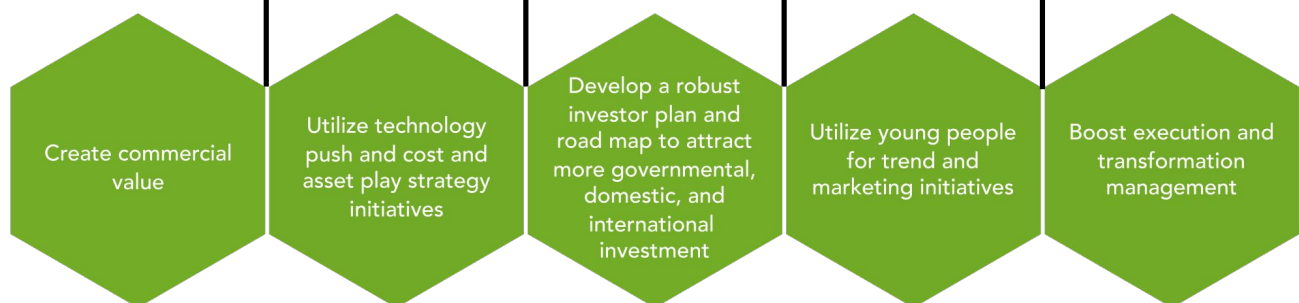 Create commercial
value
Utilize technology
push and cost and
asset play strategy
initiatives
Develop a robust
investor plan and
road map to attract
more governmental,
domestic, and
international
investment
Utilize young people
for trend and
marketing initiatives
Boost execution and
transformation
management